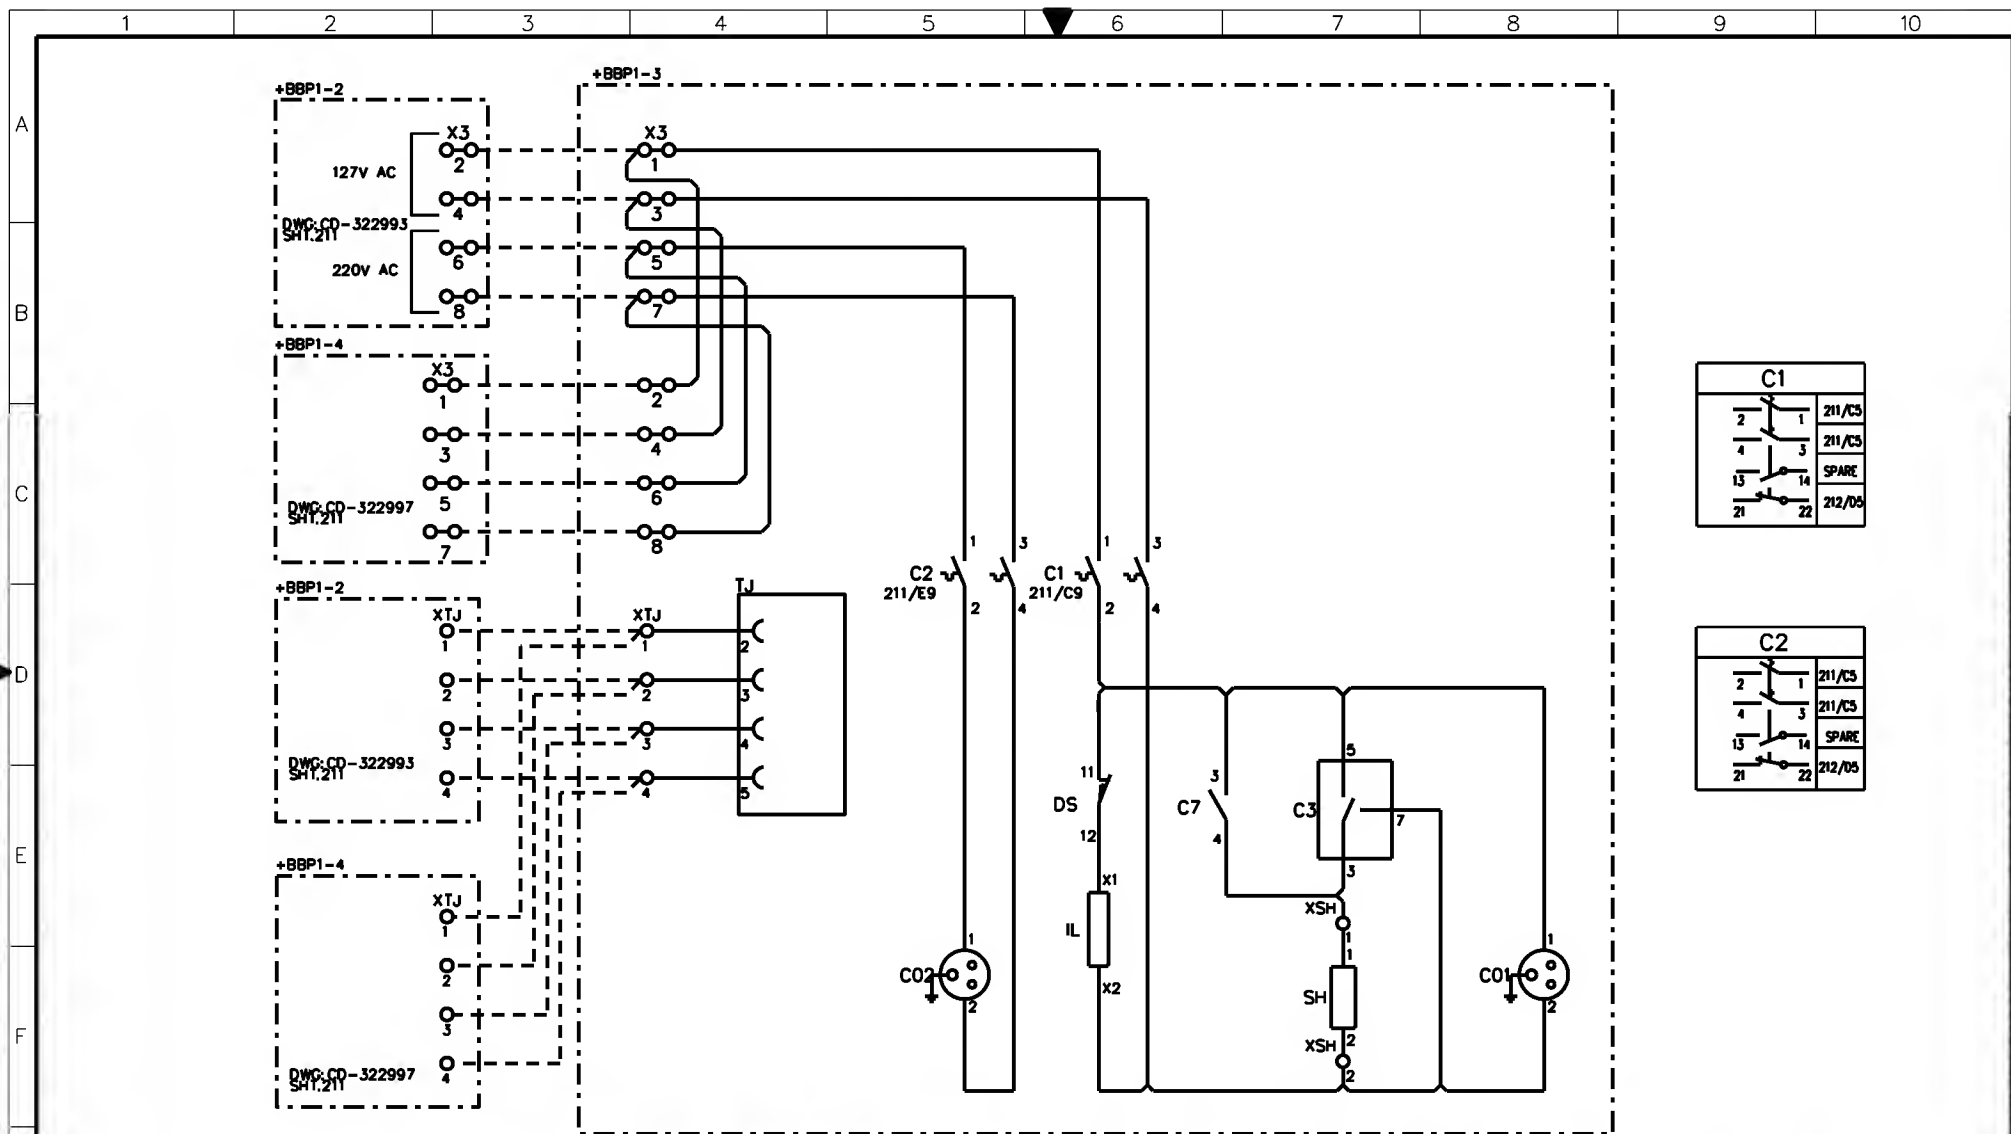 1 2 3 4 5 6 7 8 9 10
A
B
C
D
E
F
+BBP1-2
X3
2
127V AC
4
DWG:CD-322993
SHT.211
6
220V AC
8
+BBP1-4
X3
1
3
5
DWG:CD-322997
SHT.211
7
+BBP1-2
XTJ
1
2
3
DWG:CD-322993
SHT.211
4
+BBP1-4
XTJ
1
2
3
DWG:CD-322997
SHT.211
4
+BBP1-3
X3
1
3
5
7
2
4
6
8
XTJ
1
2
3
4
TJ
2
3
4
5
1 3
C2
211/E9
2 4
1 3
C1
211/C9
2 4
11
DS
12
X1
IL
X2
3
C7
4
5
C3
7
3
XSH
1
1
SH
2
XSH
2
1
CO2
2
1
CO1
2
C1
2 1 211/C5
4 3 211/C5
13 14 SPARE
21 22 212/D5
C2
2 1 211/C5
4 3 211/C5
13 14 SPARE
21 22 212/D5